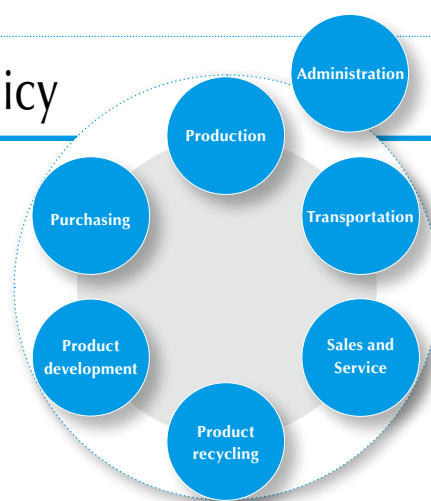 icy
Administration
Production
Purchasing
Transportation
Product
development
Sales and
Service
Product
recycling